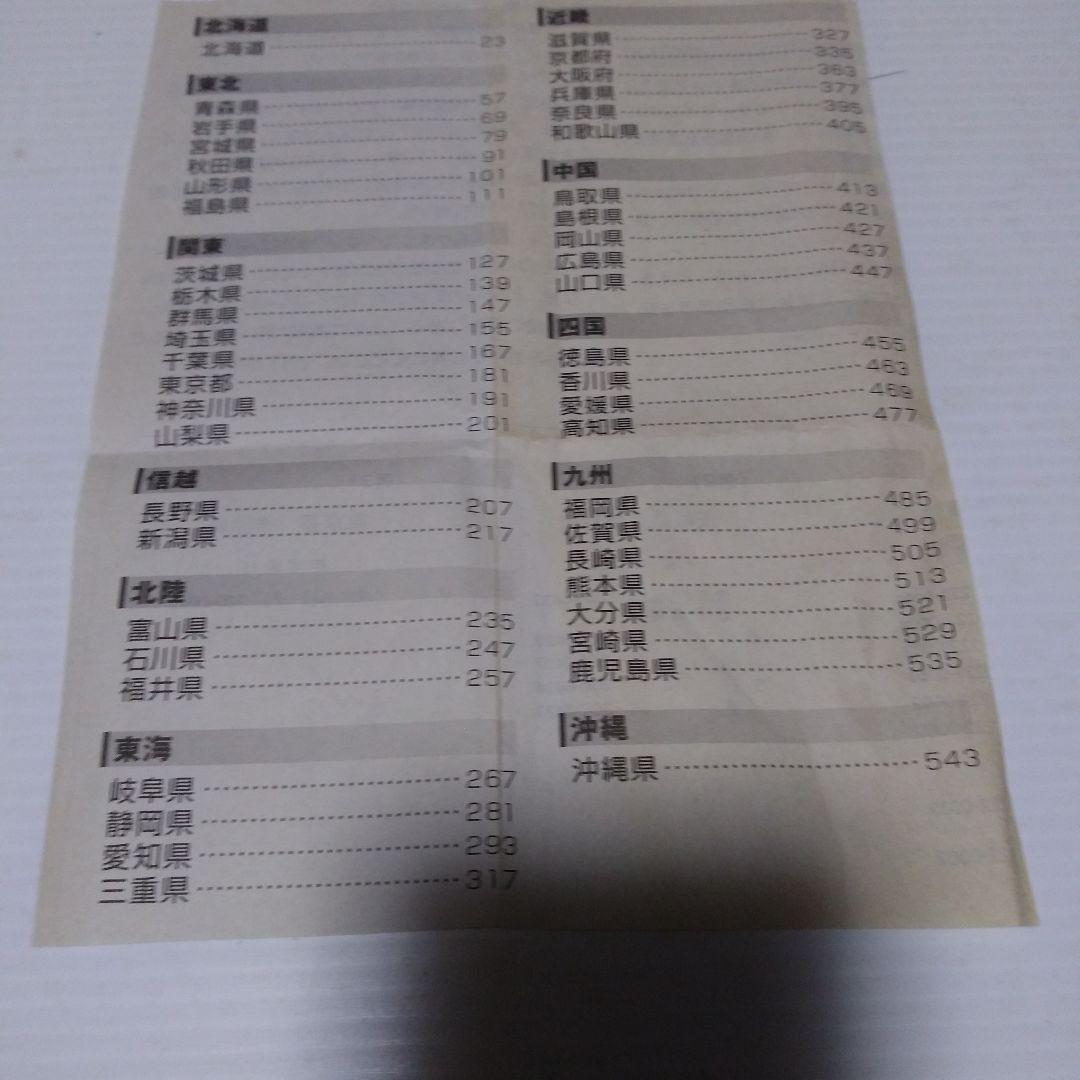 北海道
北海道 23
東北
青森県 57
岩手県 69
宮城県 79
秋田県 91
山形県 101
福島県 111
関東
茨城県 127
栃木県 139
群馬県 147
埼玉県 155
千葉県 167
東京都 181
神奈川県 191
山梨県 201
信越
長野県 207
新潟県 217
北陸
富山県 235
石川県 247
福井県 257
東海
岐阜県 267
静岡県 281
愛知県 293
三重県 317
近畿
滋賀県 327
京都府 335
大阪府 363
兵庫県 377
奈良県 395
和歌山県 405
中国
鳥取県 413
島根県 421
岡山県 427
広島県 437
山口県 447
四国
徳島県 455
香川県 463
愛媛県 469
高知県 477
九州
福岡県 485
佐賀県 499
長崎県 505
熊本県 513
大分県 521
宮崎県 529
鹿児島県 535
沖縄
沖縄県 543